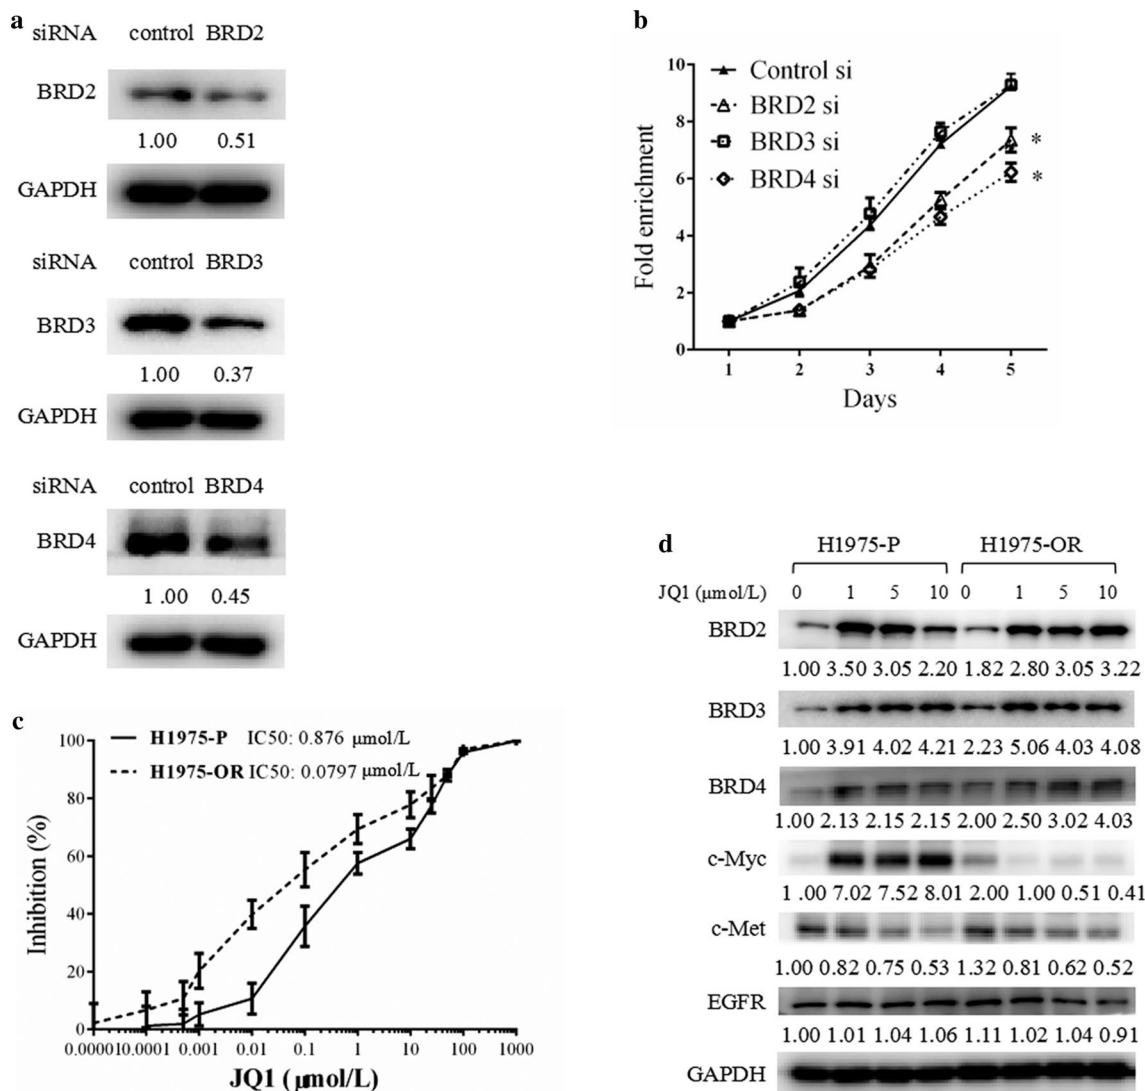 a
siRNA control BRD2
BRD2
1.00 0.51
GAPDH
siRNA control BRD3
BRD3
1.00 0.37
GAPDH
siRNA control BRD4
BRD4
1 .00 0.45
GAPDH
b
Control si
BRD2 si
BRD3 si
BRD4 si
Fold enrichment
10
8
6
4
2
0
*
*
1 2 3 4 5
Days
c
H1975-P IC50: 0.876 μmol/L
H1975-OR IC50: 0.0797 μmol/L
Inhibition (%)
100
80
60
40
20
0
0.00001 0.0001 0.001 0.01 0.1 1 10 100 1000
JQ1 (μmol/L)
d
H1975-P H1975-OR
JQ1 (μmol/L) 0 1 5 10 0 1 5 10
BRD2
1.00 3.50 3.05 2.20 1.82 2.80 3.05 3.22
BRD3
1.00 3.91 4.02 4.21 2.23 5.06 4.03 4.08
BRD4
1.00 2.13 2.15 2.15 2.00 2.50 3.02 4.03
c-Myc
1 .00 7.02 7.52 8.01 2.00 1.00 0.51 0.41
c-Met
1.00 0.82 0.75 0.53 1.32 0.81 0.62 0.52
EGFR
1.00 1.01 1.04 1.06 1.11 1.02 1.04 0.91
GAPDH